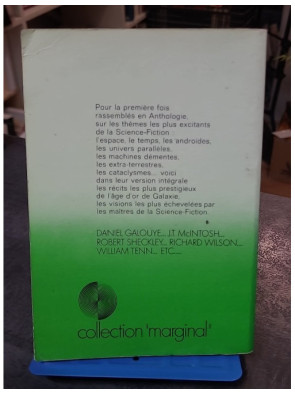 Pour la première fois
rassemblés en Anthologie,
sur les thèmes les plus excitants
de la Science-Fiction :
l'espace, le temps, les androïdes,
les univers parallèles,
les machines démentes,
les extra-terrestres,
les cataclysmes... voici
dans leur version intégrale
les récits les plus prestigieux
de l'âge d'or de Galaxie,
les visions les plus échevelées par
les maîtres de la Science-Fiction.
DANIEL GALOUYE... J.T. McINTOSH...
ROBERT SHECKLEY... RICHARD WILSON...
WILLIAM TENN... ETC...
collection 'marginal'